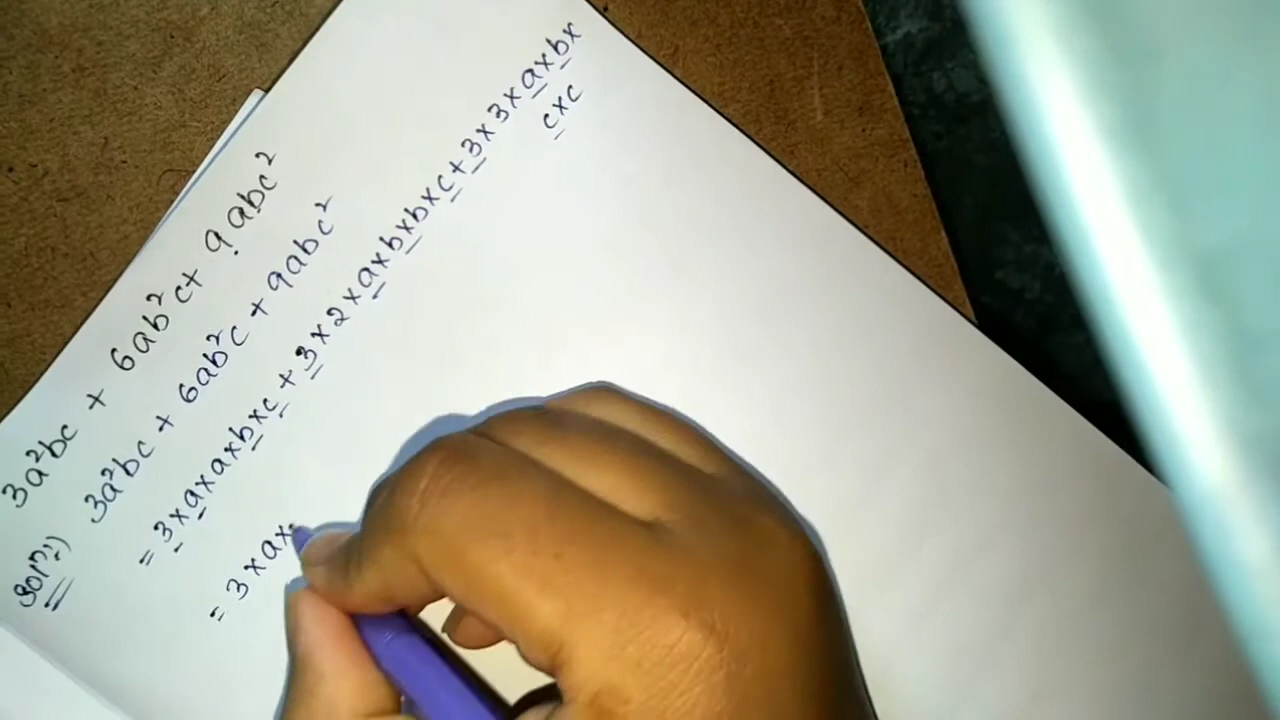 3a²bc + 6ab²c + 9abc²
Solⁿ:) 3a²bc + 6ab²c + 9abc²
= 3 × a × a × b × c + 3 × 2 × a × b × b × c + 3 × 3 × a × b ×
c × c
= 3 × a ×